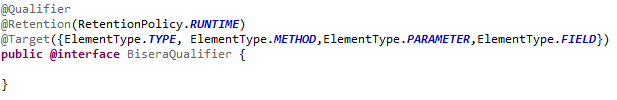 @Qualifier
@Retention(RetentionPolicy.RUNTIME)
@Target({ElementType.TYPE, ElementType.METHOD,ElementType.PARAMETER,ElementType.FIELD})
public @interface BiseraQualifier {
}